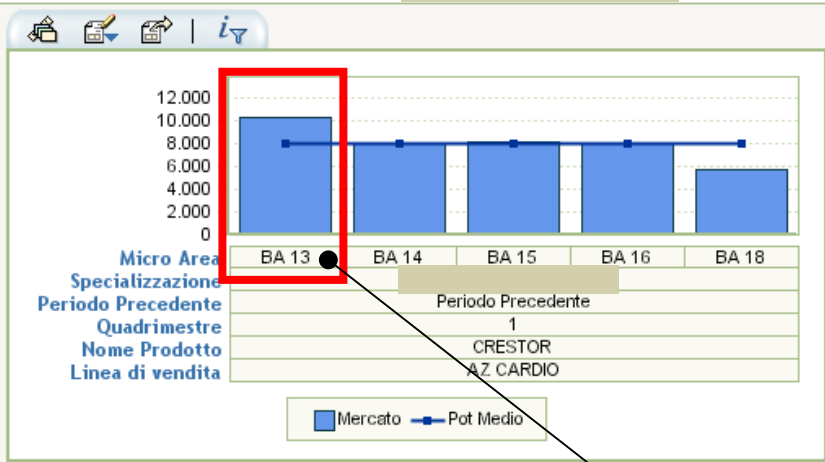 12.000
10.000
8.000
6.000
4.000
2.000
0
Micro Area BA 13 BA 14 BA 15 BA 16 BA 18
Specializzazione
Periodo Precedente Periodo Precedente
Quadrimestre 1
Nome Prodotto CRESTOR
Linea di vendita AZ CARDIO
Mercato Pot Medio